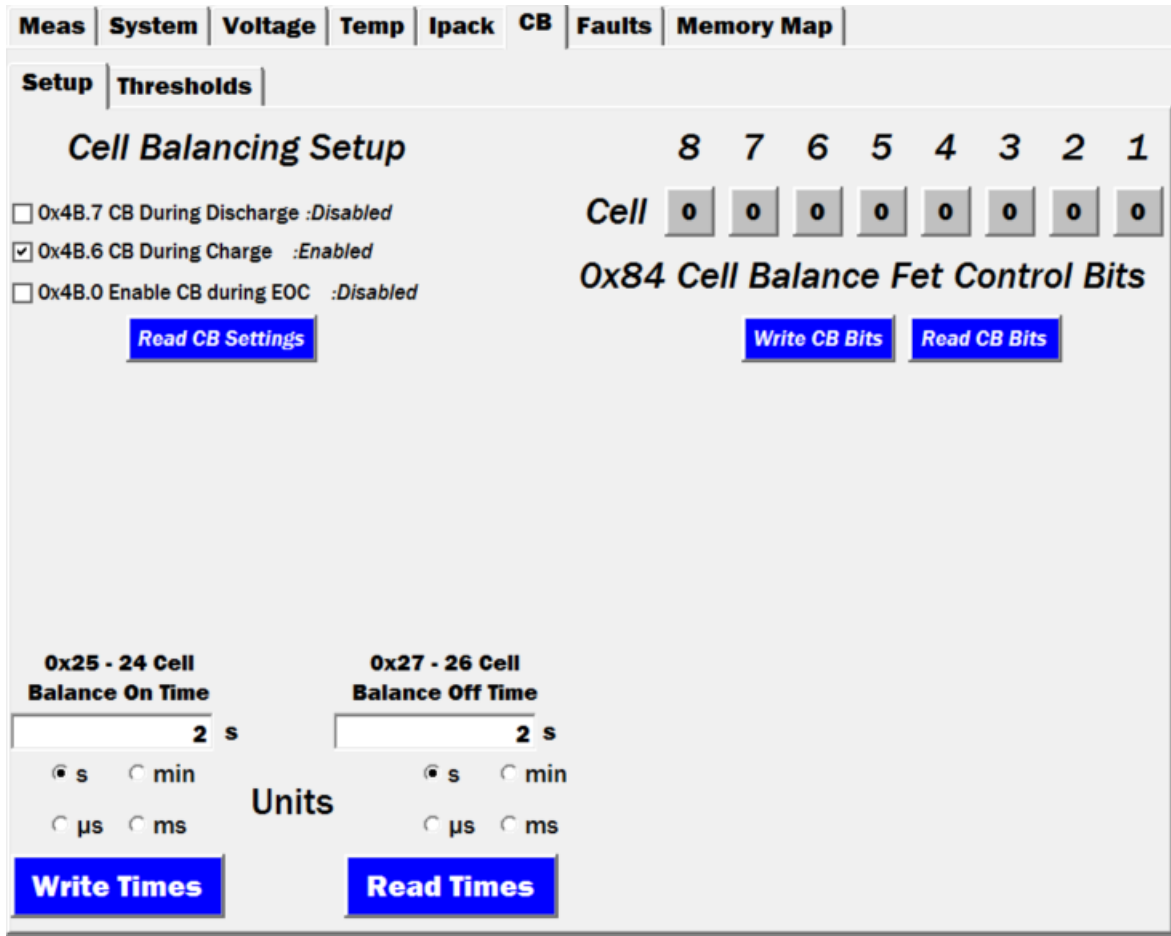 Meas System Voltage Temp Ipack CB Faults Memory Map
Setup Thresholds
Cell Balancing Setup
0x4B.7 CB During Discharge :Disabled
0x4B.6 CB During Charge :Enabled
0x4B.0 Enable CB during EOC :Disabled
Read CB Settings
8 7 6 5 4 3 2 1
Cell 0 0 0 0 0 0 0 0
0x84 Cell Balance Fet Control Bits
Write CB Bits Read CB Bits
0x25 - 24 Cell
Balance On Time
2 s
s min
µs ms
Units
0x27 - 26 Cell
Balance Off Time
2 s
s min
µs ms
Write Times Read Times